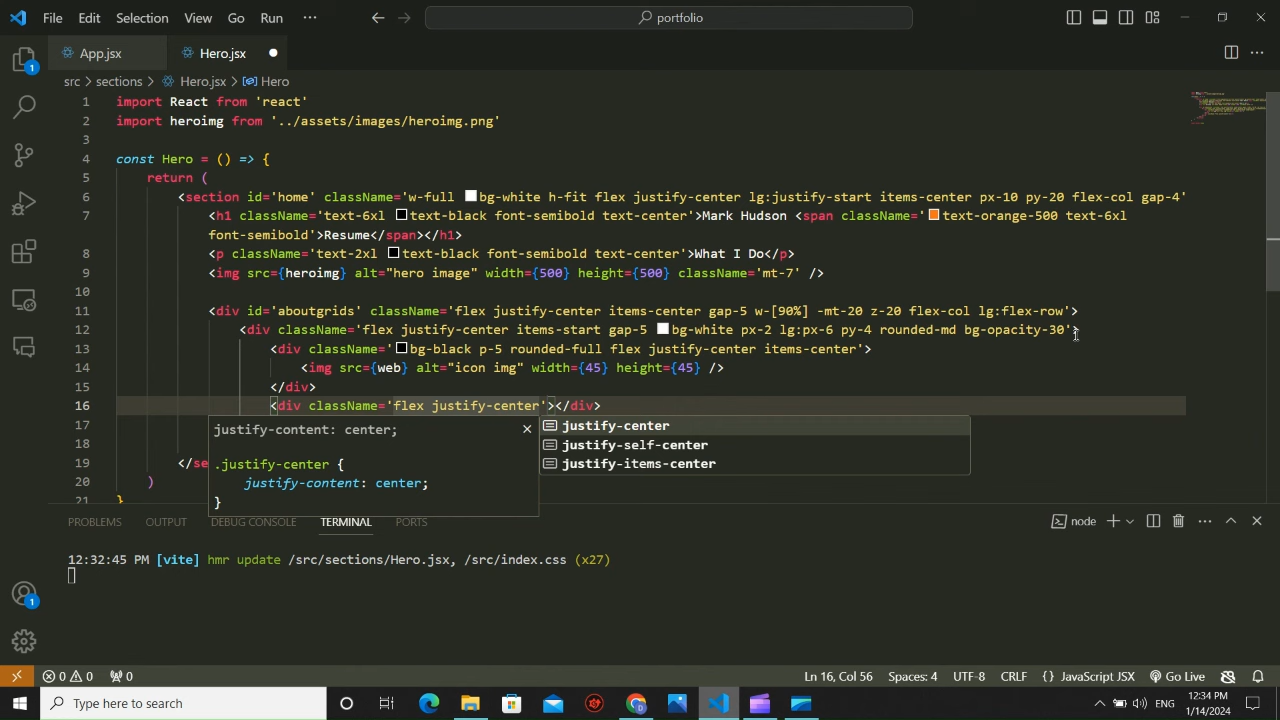 File Edit Selection View Go Run ··· portfolio
App.jsx Hero.jsx
src > sections > Hero.jsx > Hero
1 import React from 'react'
2 import heroimg from '../assets/images/heroimg.png'
3
4 const Hero = () => {
5 return (
6 <section id='home' className='w-full bg-white h-fit flex justify-center lg:justify-start items-center px-10 py-20 flex-col gap-4'
7 <h1 className='text-6xl text-black font-semibold text-center'>Mark Hudson <span className='text-orange-500 text-6xl
font-semibold'>Resume</span></h1>
8 <p className='text-2xl text-black font-semibold text-center'>What I Do</p>
9 <img src={heroimg} alt="hero image" width={500} height={500} className='mt-7' />
10
11 <div id='aboutgrids' className='flex justify-center items-center gap-5 w-[90%] -mt-20 z-20 flex-col lg:flex-row'>
12 <div className='flex justify-center items-start gap-5 bg-white px-2 lg:px-6 py-4 rounded-md bg-opacity-30'>
13 <div className='bg-black p-5 rounded-full flex justify-center items-center'>
14 <img src={web} alt="icon img" width={45} height={45} />
15 </div>
16 <div className='flex justify-center'></div>
17 justify-content: center; justify-center
18 justify-self-center
.justify-center { justify-items-center
19 </se
20 ) justify-content: center;
21 } }
PROBLEMS OUTPUT DEBUG CONSOLE TERMINAL PORTS node
12:32:45 PM [vite] hmr update /src/sections/Hero.jsx, /src/index.css (x27)
0 0 0 Ln 16, Col 56 Spaces: 4 UTF-8 CRLF {} JavaScript JSX Go Live
Type here to search ENG 12:34 PM
1/14/2024